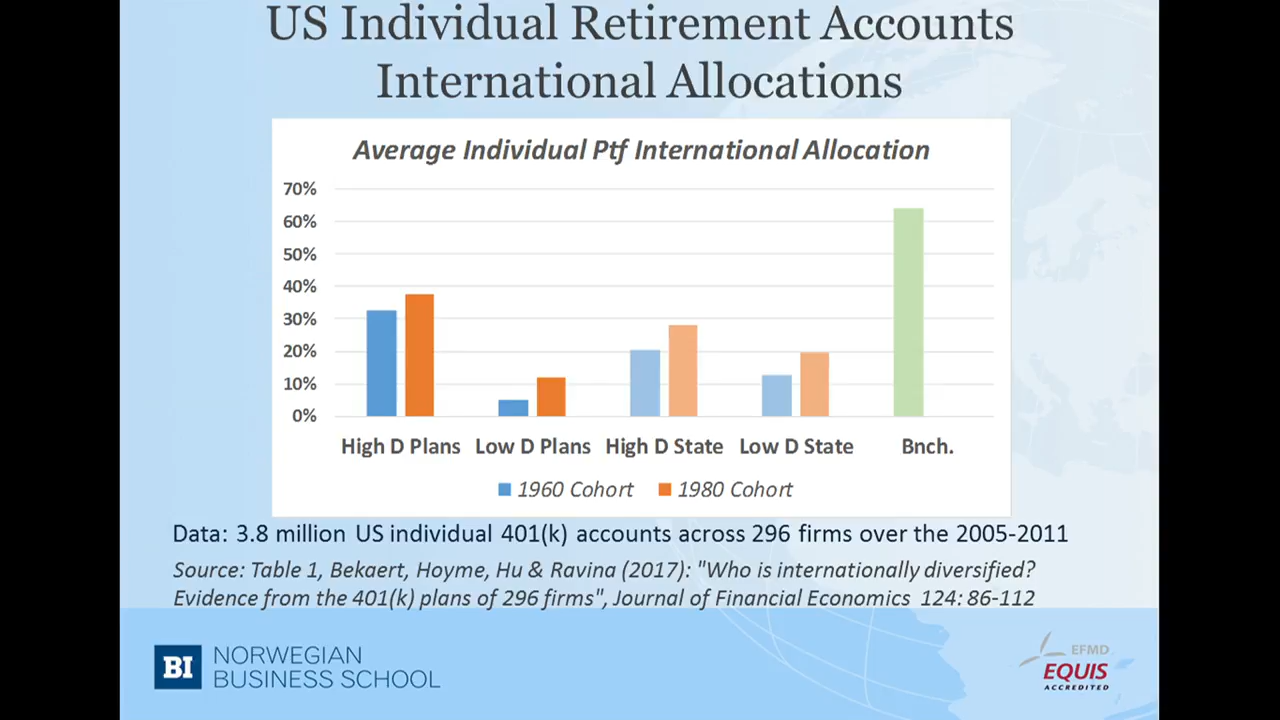 US Individual Retirement Accounts
International Allocations
Average Individual Ptf International Allocation
70%
60%
50%
40%
30%
20%
10%
0%
High D Plans Low D Plans High D State Low D State Bnch.
1960 Cohort 1980 Cohort
Data: 3.8 million US individual 401(k) accounts across 296 firms over the 2005-2011
Source: Table 1, Bekaert, Hoyme, Hu & Ravina (2017): "Who is internationally diversified?
Evidence from the 401(k) plans of 296 firms", Journal of Financial Economics 124: 86-112
BI NORWEGIAN
BUSINESS SCHOOL
EFMD
EQUIS
ACCREDITED